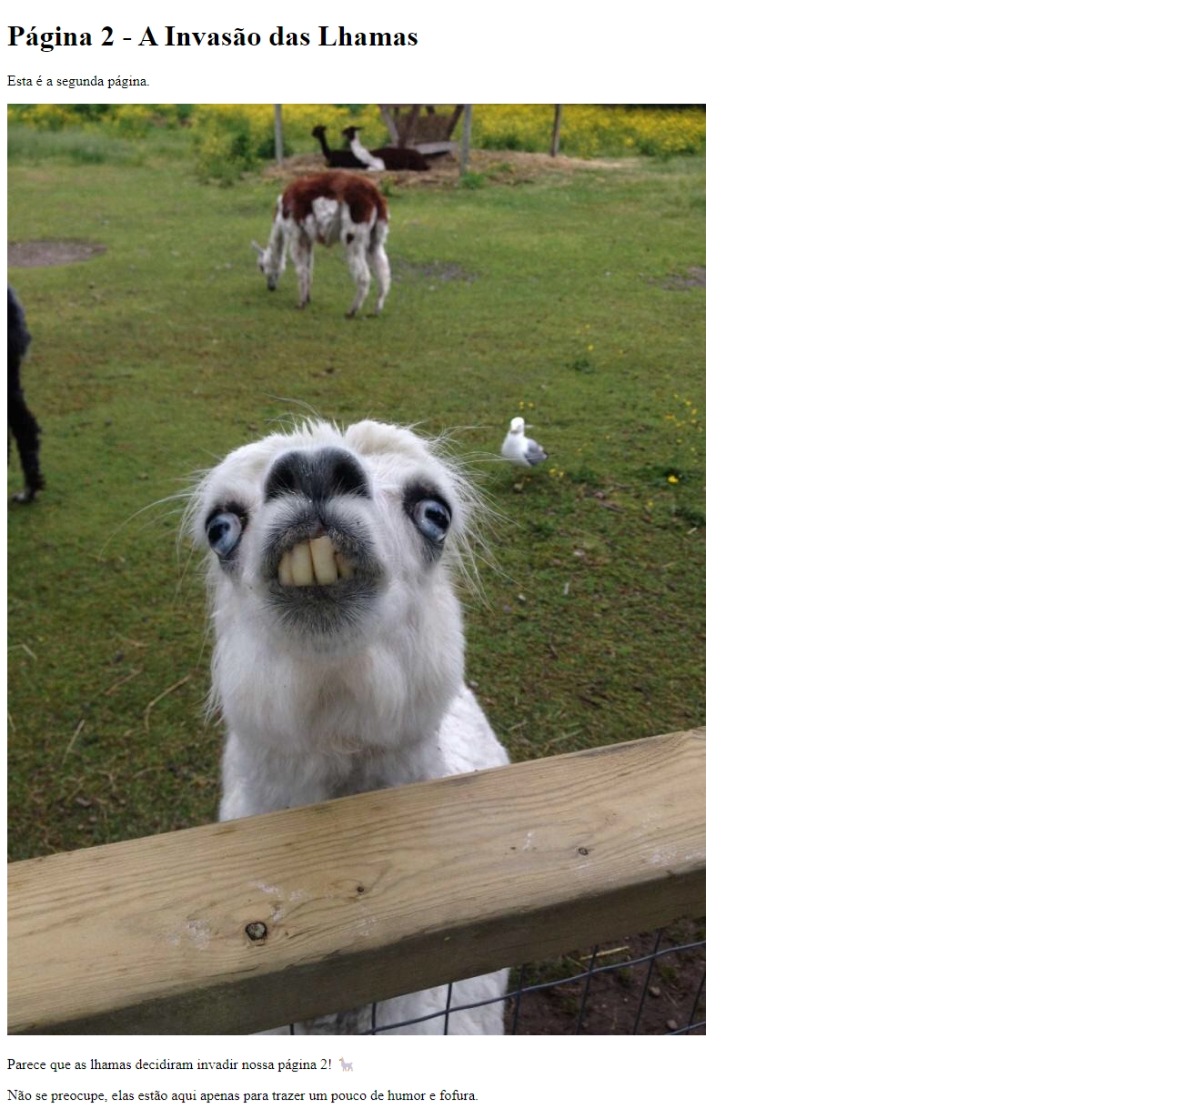 Página 2 - A Invasão das Lhamas
Esta é a segunda página.
Parece que as lhamas decidiram invadir nossa página 2! 🦙
Não se preocupe, elas estão aqui apenas para trazer um pouco de humor e fofura.